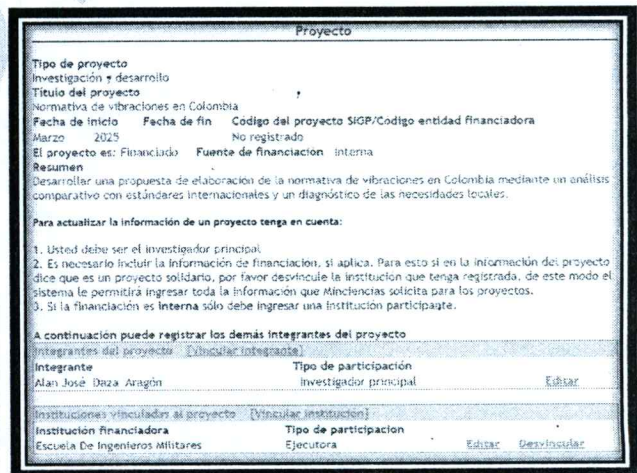 Proyecto
Tipo de proyecto
Investigación y desarrollo
Título del proyecto
Normativa de vibraciones en Colombia
Fecha de inicio Fecha de fin Código del proyecto SIGP/Codigo entidad financiadora
Marzo 2025 No registrado
El proyecto es: Financiado Fuente de financiación Interna
Resumen
Desarrollar una propuesta de elaboración de la normativa de vibraciones en Colombia mediante un análisis
comparativo con estándares internacionales y un diagnóstico de las necesidades locales.
Para actualizar la información de un proyecto tenga en cuenta:
1. Usted debe ser el investigador principal
2. Es necesario incluir la información de financiación, si aplica. Para esto si en la información del proyecto
dice que es un proyecto solidario, por favor desvincule la institucion que tenga registrada, de este modo el
sistema le permitirá ingresar toda la información que Minciencias solicita para los proyectos.
3. Si la financiación es interna sólo debe ingresar una institución participante.
A continuación puede registrar los demás integrantes del proyecto
Integrantes del proyecto [Vincular integrante]
Integrante Tipo de participación
Alan José Daza Aragón Investigador principal Editar
Instituciones vinculadas al proyecto [Vincular institución]
Institución financiadora Tipo de participacion
Escuela De Ingenieros Militares Ejecutora Editar Desvincular